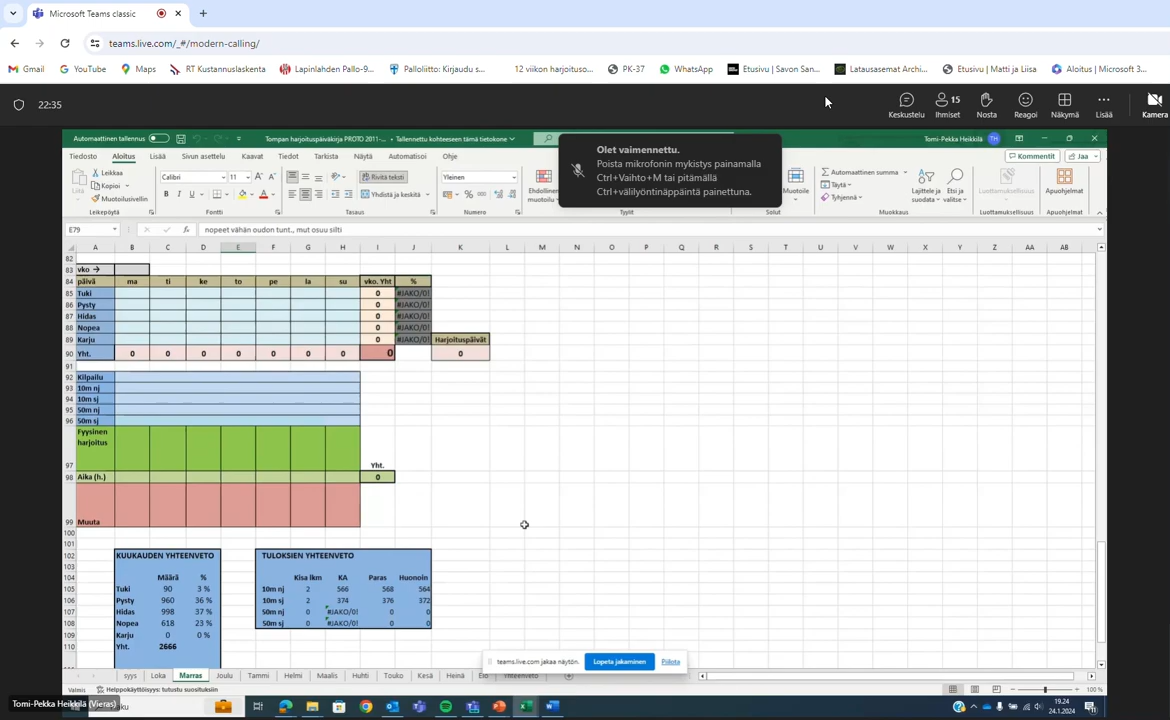 Microsoft Teams classic
teams.live.com/_#/modern-calling/
Gmail YouTube Maps RT Kustannuslaskenta Lapinlahden Pallo-9... Palloliitto: Kirjaudu s... 12 viikon harjoituso... PK-37 WhatsApp Etusivu | Savon San... Latausasemat Archi... Etusivu | Matti ja Liisa Aloitus | Microsoft 3...
22:35
15
Keskustelu Ihmiset Nosta Reagoi Näkymä Lisää Kamera
Automaattinen tallennus Tompan harjoituspäiväkirja PROTO 2011-... • Tallennettu kohteeseen tämä tietokone Tomi-Pekka Heikkilä TH
Tiedosto Aloitus Lisää Sivun asettelu Kaavat Tiedot Tarkista Näytä Automatisoi Ohje Kommentit Jaa
Olet vaimennettu.
Poista mikrofonin mykistys painamalla
Ctrl+Vaihto+M tai pitämällä
Ctrl+välilyöntinäppäintä painettuna.
Liitä Leikkaa Kopioi Muotoilusivellin
Calibri 11 Rivitä teksti Yleinen
Yhdistä ja keskitä
Ehdollinen muotoilu Muotoile
Automaattinen summa Täytä Tyhjennä
Lajittele ja suodata Etsi ja valitse Luottamuksellisuus Apuohjelmat
Leikepöytä Fontti Tasaus Numero Tyylit Muokkaus Luottamuksellisuus Apuohjelmat
E79 fx nopeet vähän oudon tunt., mut osuu silti
A B C D E F G H I J K L M N O P Q R S T U V W X Y Z AA AB
82
83 vko →
84 päivä ma ti ke to pe la su vko. Yht %
85 Tuki 0 #JAKO/0!
86 Pysty 0 #JAKO/0!
87 Hidas 0 #JAKO/0!
88 Nopea 0 #JAKO/0!
89 Karju 0 #JAKO/0! Harjoituspäivät
90 Yht. 0 0 0 0 0 0 0 0 0
91
92 Kilpailu
93 10m nj
94 10m sj
95 50m nj
96 50m sj
Fyysinen
harjoitus
97 Yht.
98 Aika (h.) 0
99 Muuta
100
101
102 KUUKAUDEN YHTEENVETO TULOKSIEN YHTEENVETO
103
104 Määrä % Kisa lkm KA Paras Huonoin
105 Tuki 90 3 % 10m nj 2 566 568 564
106 Pysty 960 36 % 10m sj 2 374 376 372
107 Hidas 998 37 % 50m nj 0 #JAKO/0! 0 0
108 Nopea 618 23 % 50m sj 0 #JAKO/0! 0 0
109 Karju 0 0 %
110 Yht. 2666
teams.live.com jakaa näytön. Lopeta jakaminen Piilota
syys Loka Marras Joulu Tammi Helmi Maalis Huhti Touko Kesä Heinä Elo Yhteenveto
Valmis Helppokäyttöisyys: tutustu suosituksiin 100 %
Tomi-Pekka Heikkilä (Vieras)
19.24
24.1.2024